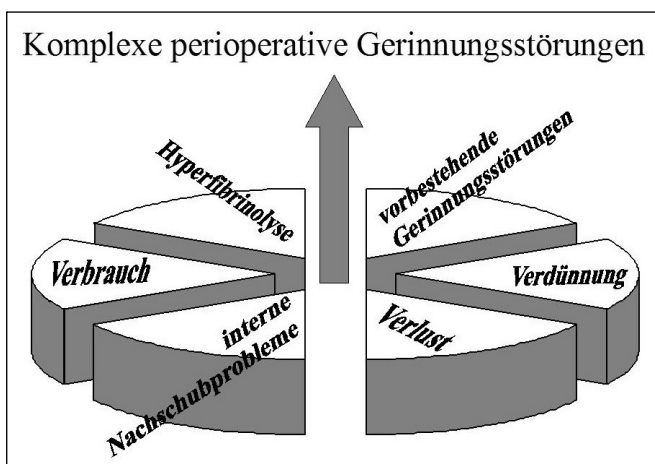 Komplexe perioperative Gerinnungsstörungen
Hyperfibrinolyse
vorbestehende
Gerinnungsstörungen
Verbrauch
Verdünnung
interne
Nachschubprobleme
Verlust